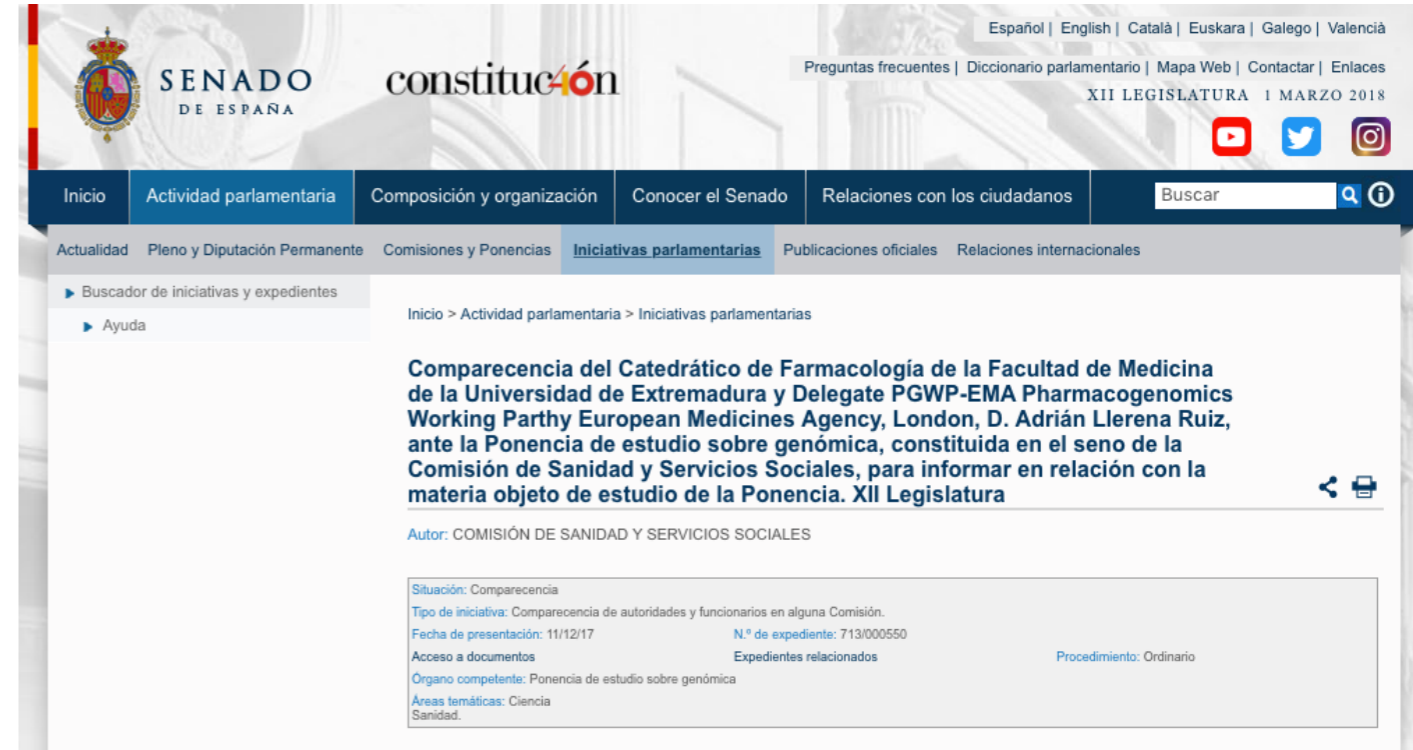 Español | English | Català | Euskara | Galego | Valencià
SENADO
DE ESPAÑA
constituc40ón
Preguntas frecuentes | Diccionario parlamentario | Mapa Web | Contactar | Enlaces
XII LEGISLATURA 1 MARZO 2018
Inicio Actividad parlamentaria Composición y organización Conocer el Senado Relaciones con los ciudadanos Buscar
Actualidad Pleno y Diputación Permanente Comisiones y Ponencias Iniciativas parlamentarias Publicaciones oficiales Relaciones internacionales
Buscador de iniciativas y expedientes
Ayuda
Inicio > Actividad parlamentaria > Iniciativas parlamentarias
Comparecencia del Catedrático de Farmacología de la Facultad de Medicina
de la Universidad de Extremadura y Delegate PGWP-EMA Pharmacogenomics
Working Parthy European Medicines Agency, London, D. Adrián Llerena Ruiz,
ante la Ponencia de estudio sobre genómica, constituida en el seno de la
Comisión de Sanidad y Servicios Sociales, para informar en relación con la
materia objeto de estudio de la Ponencia. XII Legislatura
Autor: COMISIÓN DE SANIDAD Y SERVICIOS SOCIALES
Situación: Comparecencia
Tipo de iniciativa: Comparecencia de autoridades y funcionarios en alguna Comisión.
Fecha de presentación: 11/12/17 N.º de expediente: 713/000550
Acceso a documentos Expedientes relacionados Procedimiento: Ordinario
Órgano competente: Ponencia de estudio sobre genómica
Áreas temáticas: Ciencia
Sanidad.